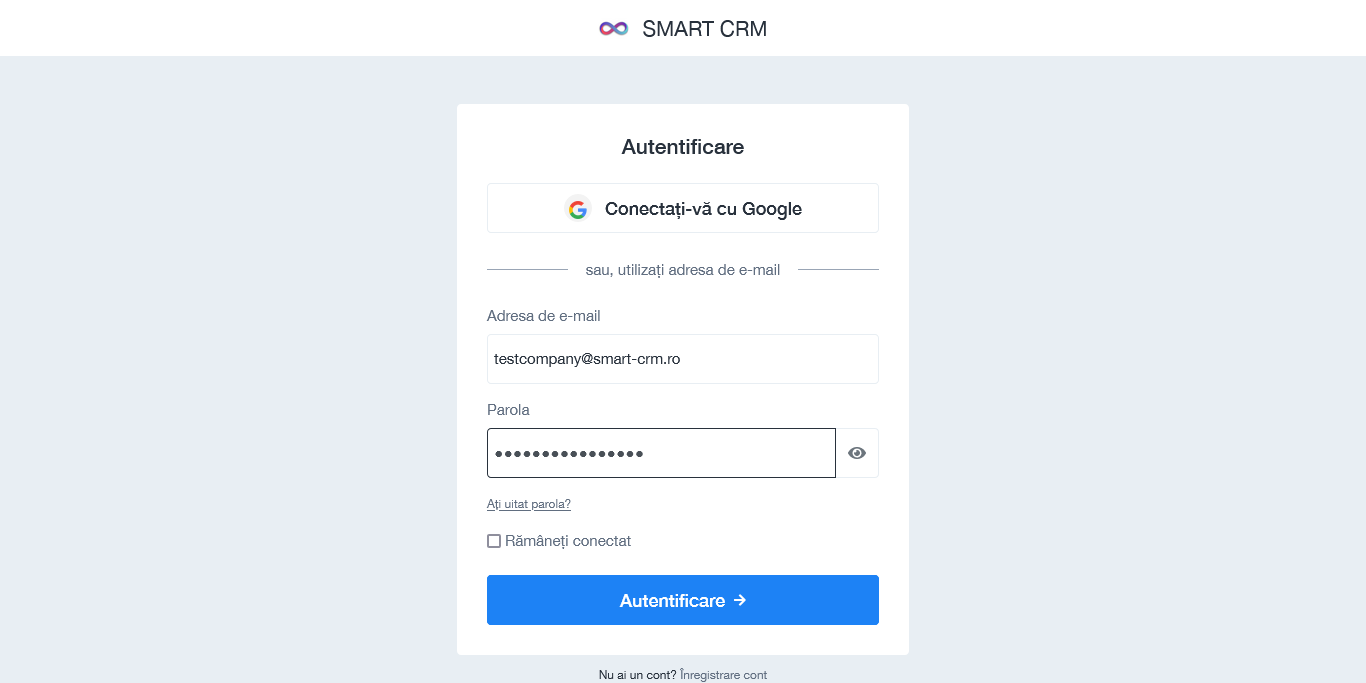 SMART CRM
Autentificare
Conectați-vă cu Google
sau, utilizați adresa de e-mail
Adresa de e-mail
testcompany@smart-crm.ro
Parola
••••••••••••••••
Ați uitat parola?
Rămâneți conectat
Autentificare →
Nu ai un cont? Înregistrare cont